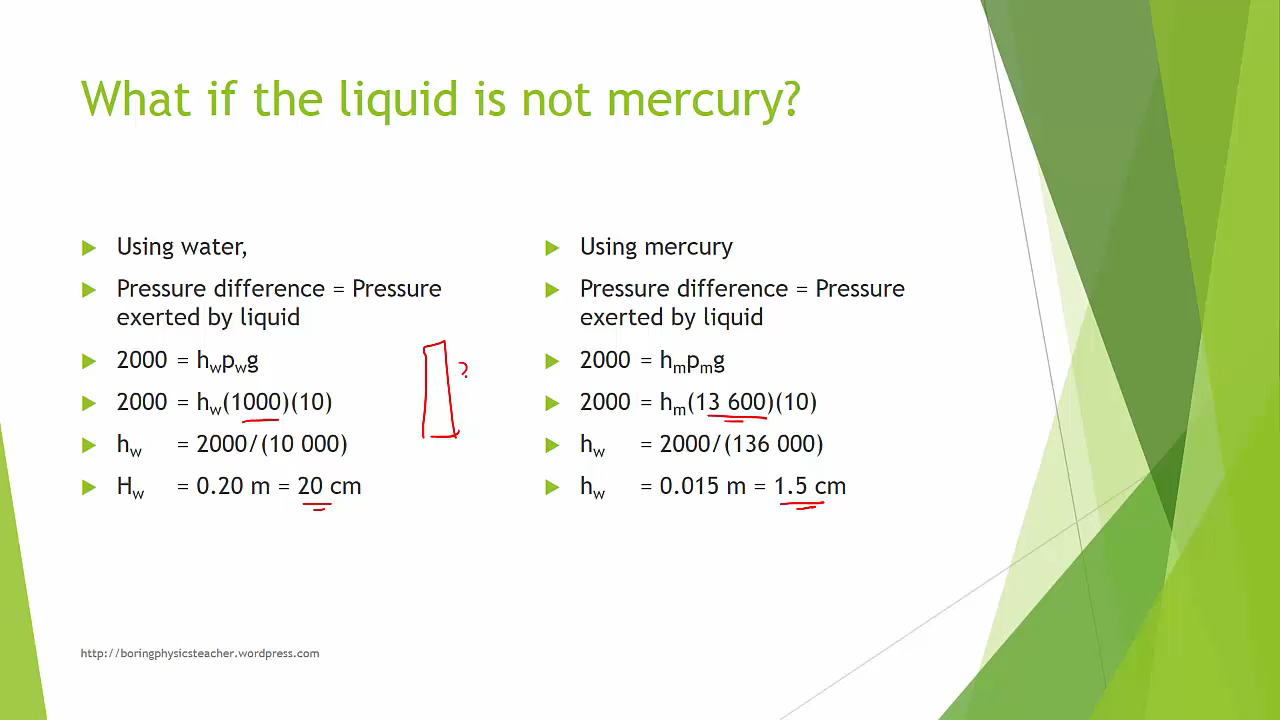 What if the liquid is not mercury?
Using water,
Pressure difference = Pressure
exerted by liquid
2000 = hwpwg
2000 = hw(1000)(10)
hw = 2000/(10 000)
Hw = 0.20 m = 20 cm
?
Using mercury
Pressure difference = Pressure
exerted by liquid
2000 = hmpmg
2000 = hm(13 600)(10)
hw = 2000/(136 000)
hw = 0.015 m = 1.5 cm
http://boringphysicsteacher.wordpress.com